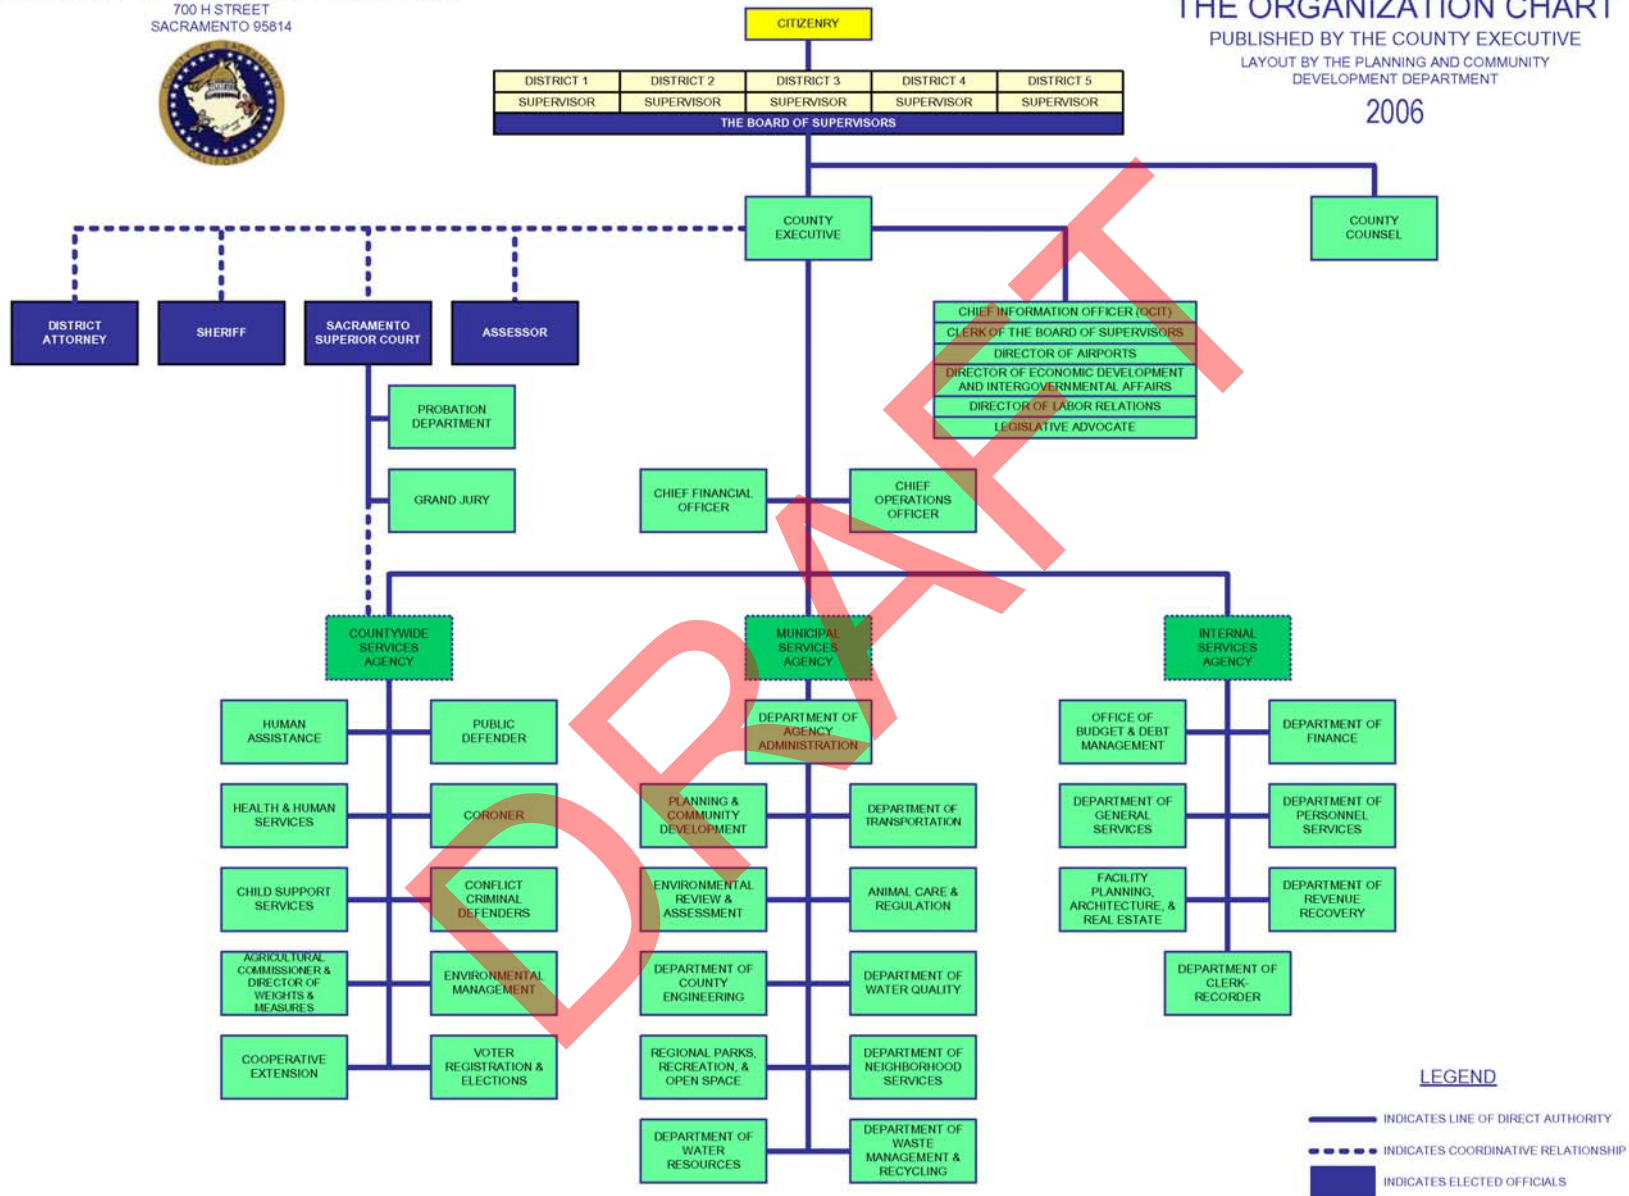 700 H STREET
SACRAMENTO 95814
COUNTY OF SACRAMENTO
CALIFORNIA
THE ORGANIZATION CHART
PUBLISHED BY THE COUNTY EXECUTIVE
LAYOUT BY THE PLANNING AND COMMUNITY
DEVELOPMENT DEPARTMENT
2006
CITIZENRY
DISTRICT 1
DISTRICT 2
DISTRICT 3
DISTRICT 4
DISTRICT 5
SUPERVISOR
SUPERVISOR
SUPERVISOR
SUPERVISOR
SUPERVISOR
THE BOARD OF SUPERVISORS
COUNTY
EXECUTIVE
COUNTY
COUNSEL
DISTRICT
ATTORNEY
SHERIFF
SACRAMENTO
SUPERIOR COURT
ASSESSOR
CHIEF INFORMATION OFFICER (OCIT)
CLERK OF THE BOARD OF SUPERVISORS
DIRECTOR OF AIRPORTS
DIRECTOR OF ECONOMIC DEVELOPMENT
AND INTERGOVERNMENTAL AFFAIRS
DIRECTOR OF LABOR RELATIONS
LEGISLATIVE ADVOCATE
PROBATION
DEPARTMENT
GRAND JURY
CHIEF FINANCIAL
OFFICER
CHIEF
OPERATIONS
OFFICER
COUNTYWIDE
SERVICES
AGENCY
MUNICIPAL
SERVICES
AGENCY
INTERNAL
SERVICES
AGENCY
HUMAN
ASSISTANCE
PUBLIC
DEFENDER
DEPARTMENT OF
AGENCY
ADMINISTRATION
OFFICE OF
BUDGET & DEBT
MANAGEMENT
DEPARTMENT OF
FINANCE
HEALTH & HUMAN
SERVICES
CORONER
PLANNING &
COMMUNITY
DEVELOPMENT
DEPARTMENT OF
TRANSPORTATION
DEPARTMENT OF
GENERAL
SERVICES
DEPARTMENT OF
PERSONNEL
SERVICES
CHILD SUPPORT
SERVICES
CONFLICT
CRIMINAL
DEFENDERS
ENVIRONMENTAL
REVIEW &
ASSESSMENT
ANIMAL CARE &
REGULATION
FACILITY
PLANNING,
ARCHITECTURE, &
REAL ESTATE
DEPARTMENT OF
REVENUE
RECOVERY
AGRICULTURAL
COMMISSIONER &
DIRECTOR OF
WEIGHTS &
MEASURES
ENVIRONMENTAL
MANAGEMENT
DEPARTMENT OF
COUNTY
ENGINEERING
DEPARTMENT OF
WATER QUALITY
DEPARTMENT OF
CLERK-
RECORDER
COOPERATIVE
EXTENSION
VOTER
REGISTRATION &
ELECTIONS
REGIONAL PARKS,
RECREATION, &
OPEN SPACE
DEPARTMENT OF
NEIGHBORHOOD
SERVICES
DEPARTMENT OF
WATER
RESOURCES
DEPARTMENT OF
WASTE
MANAGEMENT &
RECYCLING
LEGEND
INDICATES LINE OF DIRECT AUTHORITY
INDICATES COORDINATIVE RELATIONSHIP
INDICATES ELECTED OFFICIALS
DRAFT